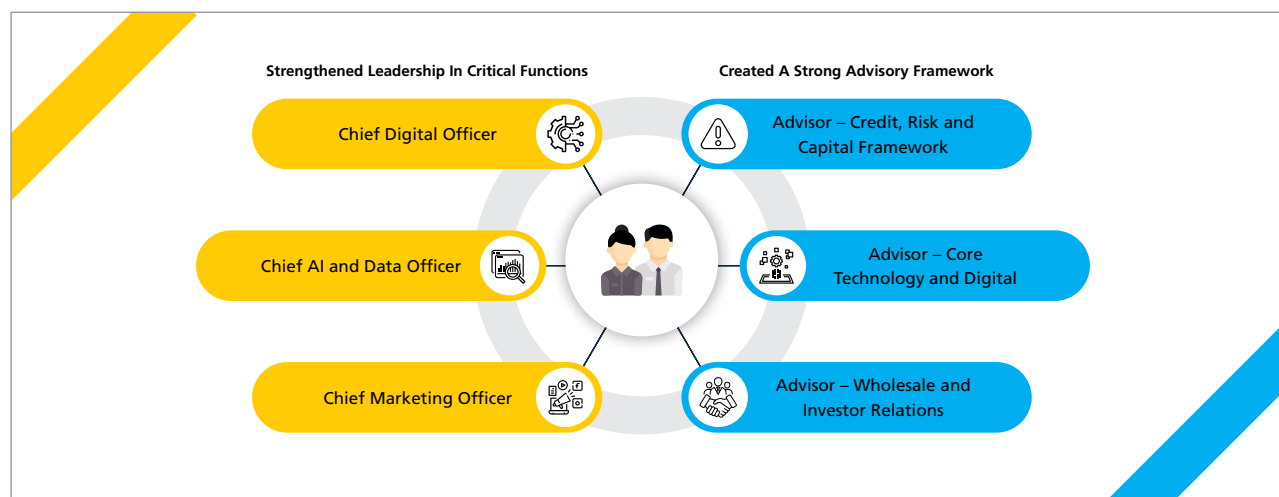 Strengthened Leadership In Critical Functions
Chief Digital Officer
Chief AI and Data Officer
Chief Marketing Officer
Created A Strong Advisory Framework
Advisor – Credit, Risk and
Capital Framework
Advisor – Core
Technology and Digital
Advisor – Wholesale and
Investor Relations